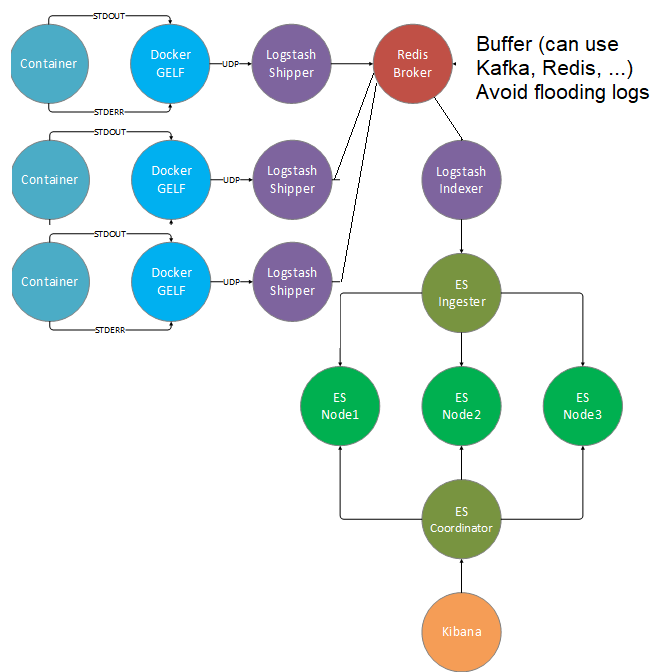 STDOUT
Container
Docker
GELF
UDP
Logstash
Shipper
Redis
Broker
Buffer (can use
Kafka, Redis, ...)
Avoid flooding logs
STDERR
STDOUT
Container
Docker
GELF
UDP
Logstash
Shipper
Logstash
Indexer
STDOUT
Container
Docker
GELF
UDP
Logstash
Shipper
ES
Ingester
STDERR
ES
Node1
ES
Node2
ES
Node3
ES
Coordinator
Kibana